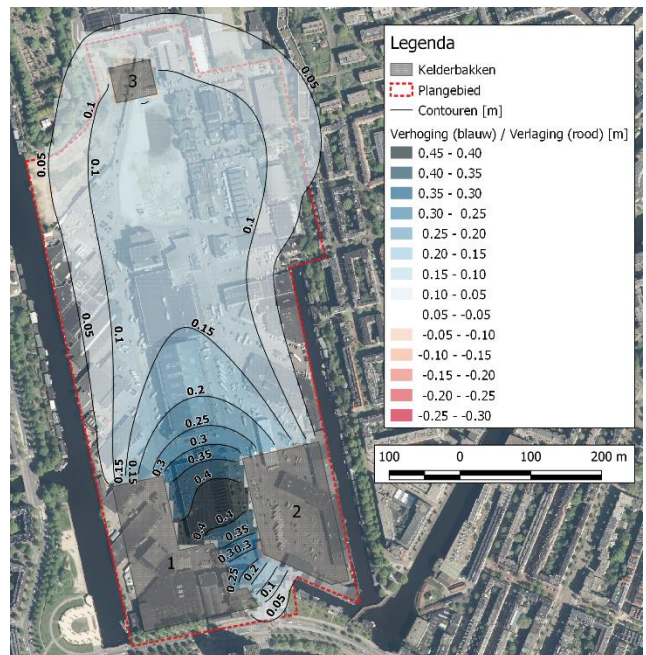 0.05
3
0.1
0.1
0.05
0.1
0.05
0.1
0.15
0.2
0.25
0.3
0.35
0.3
0.4
0.15
0.15
2
0.4
0.4
1
0.35
0.3
0.3
0.25
0.2
0.1
0.05
Legenda
Kelderbakken
Plangebied
Contouren [m]
Verhoging (blauw) / Verlaging (rood) [m]
0.45 - 0.40
0.40 - 0.35
0.35 - 0.30
0.30 - 0.25
0.25 - 0.20
0.20 - 0.15
0.15 - 0.10
0.10 - 0.05
0.05 - -0.05
-0.05 - -0.10
-0.10 - -0.15
-0.15 - -0.20
-0.20 - -0.25
-0.25 - -0.30
100 0 100 200 m